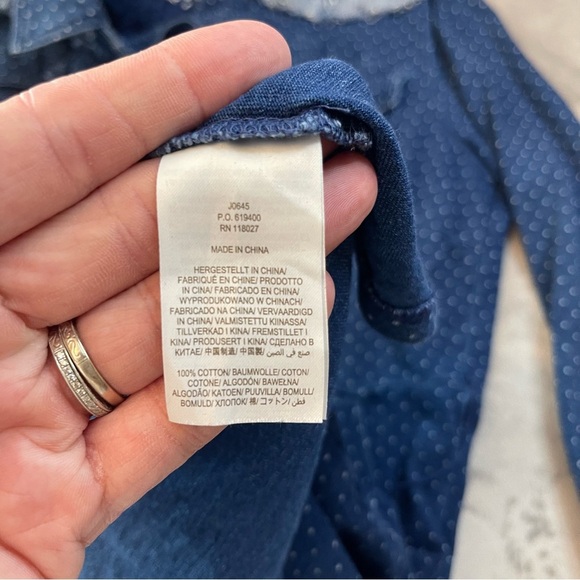 J0645
P.O. 619400
RN 118027
MADE IN CHINA
HERGESTELLT IN CHINA/
FABRIQUÉ EN CHINE/ PRODOTTO
IN CINA/ FABRICADO EN CHINA/
WYPRODUKOWANO W CHINACH/
FABRICADO NA CHINA/ VERVAARDIGD
IN CHINA/ VALMISTETTU KIINASSA/
TILLVERKAD I KINA/ FREMSTILLET I
KINA/ PRODUSERT I KINA/ СДЕЛАНО В
КИТАЕ/ 中国制造/ 中国製/ صنع في الصين
100% COTTON/ BAUMWOLLE/ COTON/
COTONE/ ALGODÓN/ BAWEŁNA/
ALGODÃO/ KATOEN/ PUUVILLA/ BOMULL/
BOMULD/ ХЛОПОК/ 棉/ コットン/ قطن